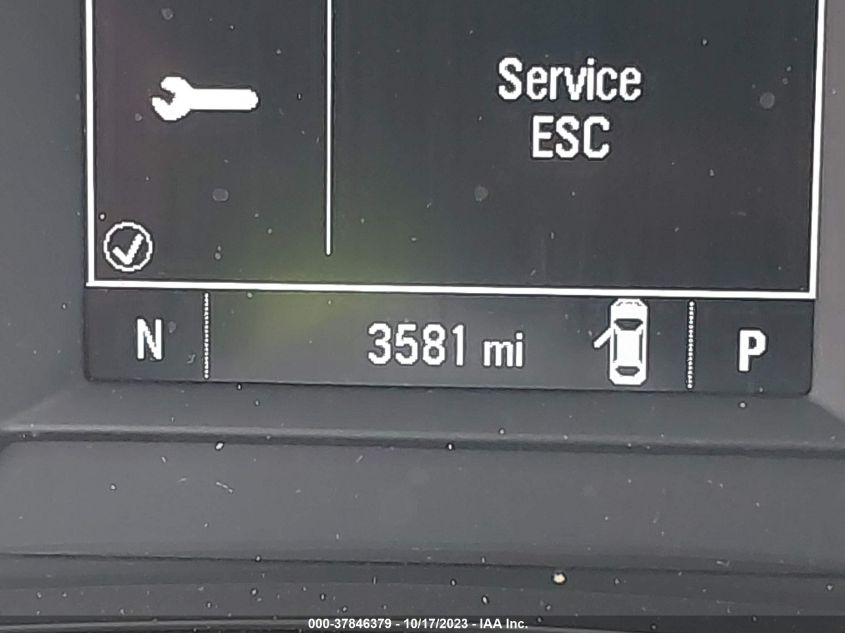 Service
ESC
N 3581 mi P
000-37846379 - 10/17/2023 - IAA Inc.